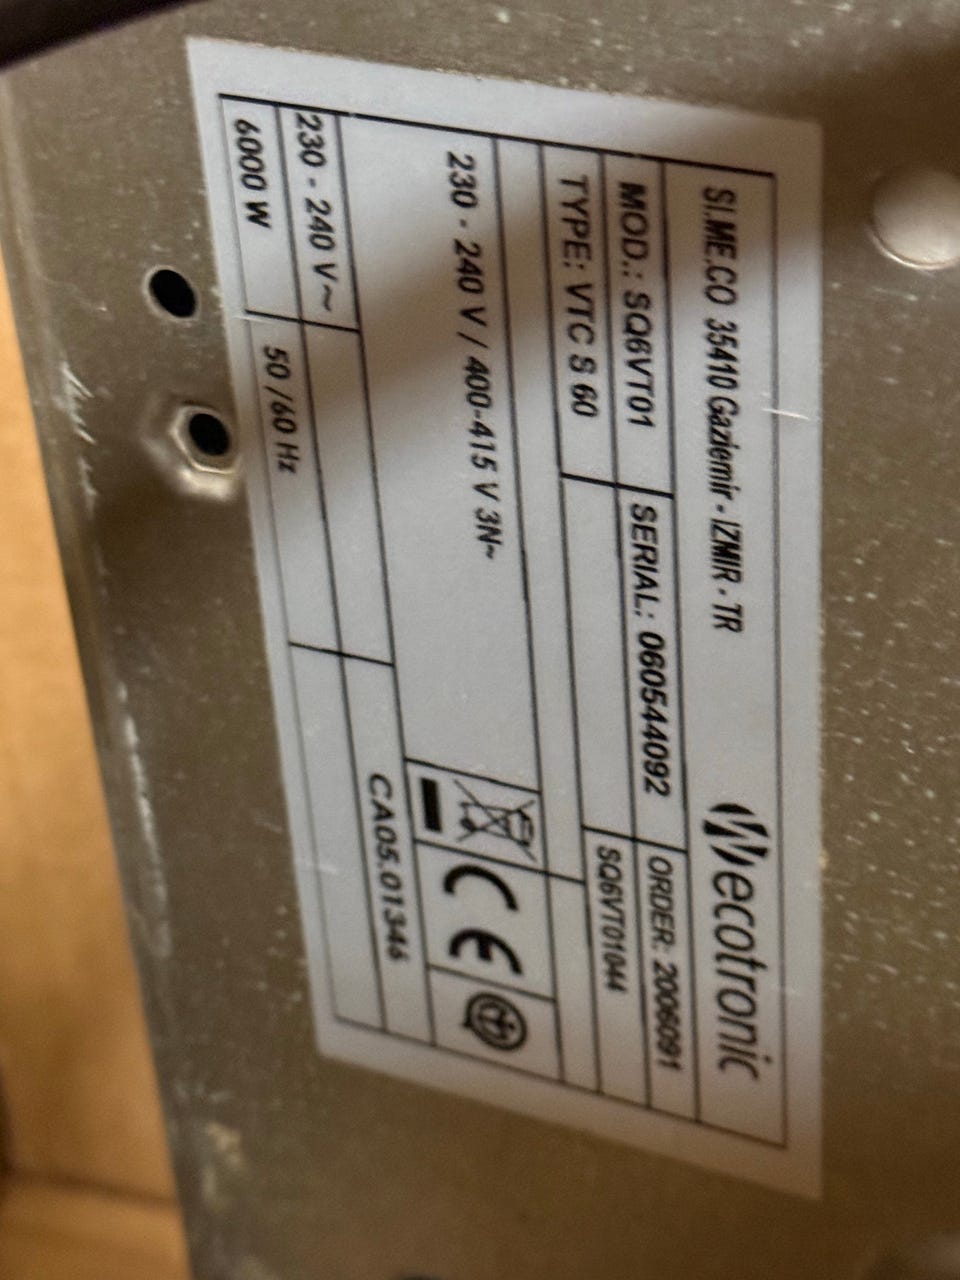 SI.ME.CO 35410 Gaziemir - IZMIR - TR ecotronic
MOD.: SQ6VT01 SERIAL: 060544092 ORDER: 2006091
TYPE: VTC S 60 SQ6VT01044
230 - 240 V / 400-415 V 3N~
CE
230 - 240 V~ CA05.01346
6000 W 50 /60 Hz